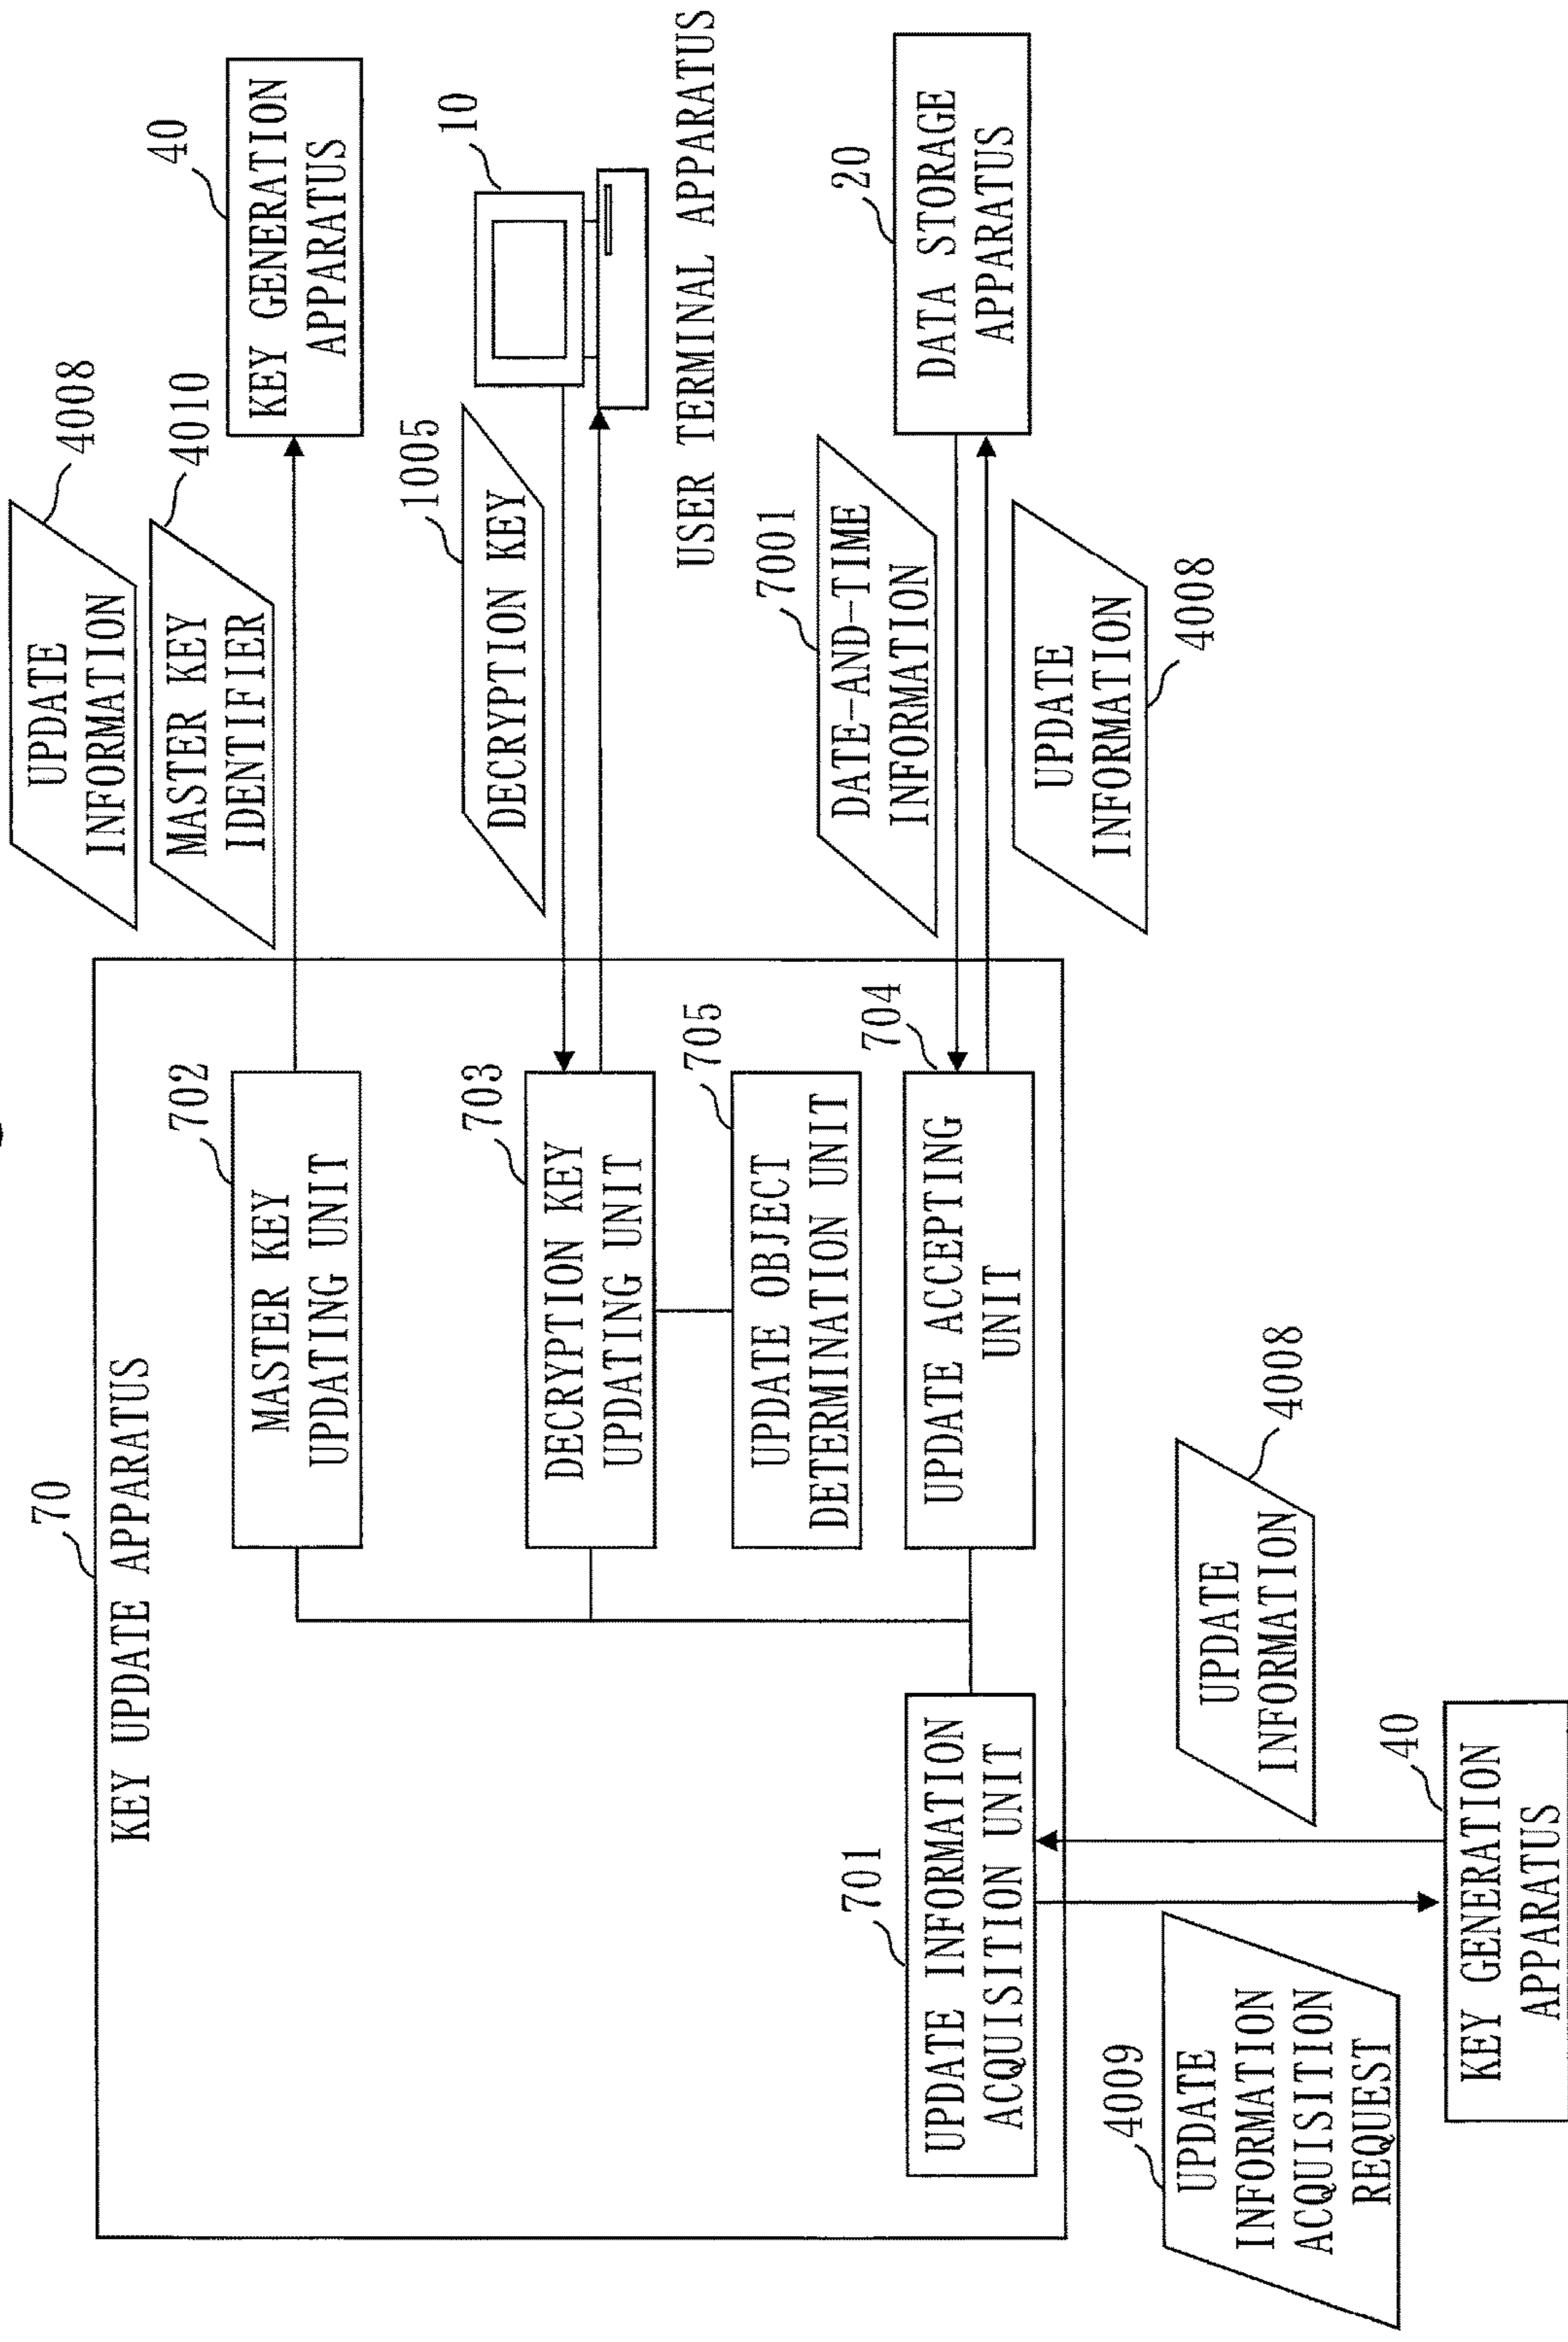 70
KEY UPDATE APPARATUS
702
MASTER KEY
UPDATING UNIT
703
DECRYPTION KEY
UPDATING UNIT
705
UPDATE OBJECT
DETERMINATION UNIT
704
UPDATE ACCEPTING
UNIT
701
UPDATE INFORMATION
ACQUISITION UNIT
4008
UPDATE
INFORMATION
4010
MASTER KEY
IDENTIFIER
40
KEY GENERATION
APPARATUS
1005
DECRYPTION KEY
10
USER TERMINAL APPARATUS
7001
DATE-AND-TIME
INFORMATION
20
DATA STORAGE
APPARATUS
UPDATE
INFORMATION
4008
4009
UPDATE
INFORMATION
ACQUISITION
REQUEST
UPDATE
INFORMATION
4008
40
KEY GENERATION
APPARATUS